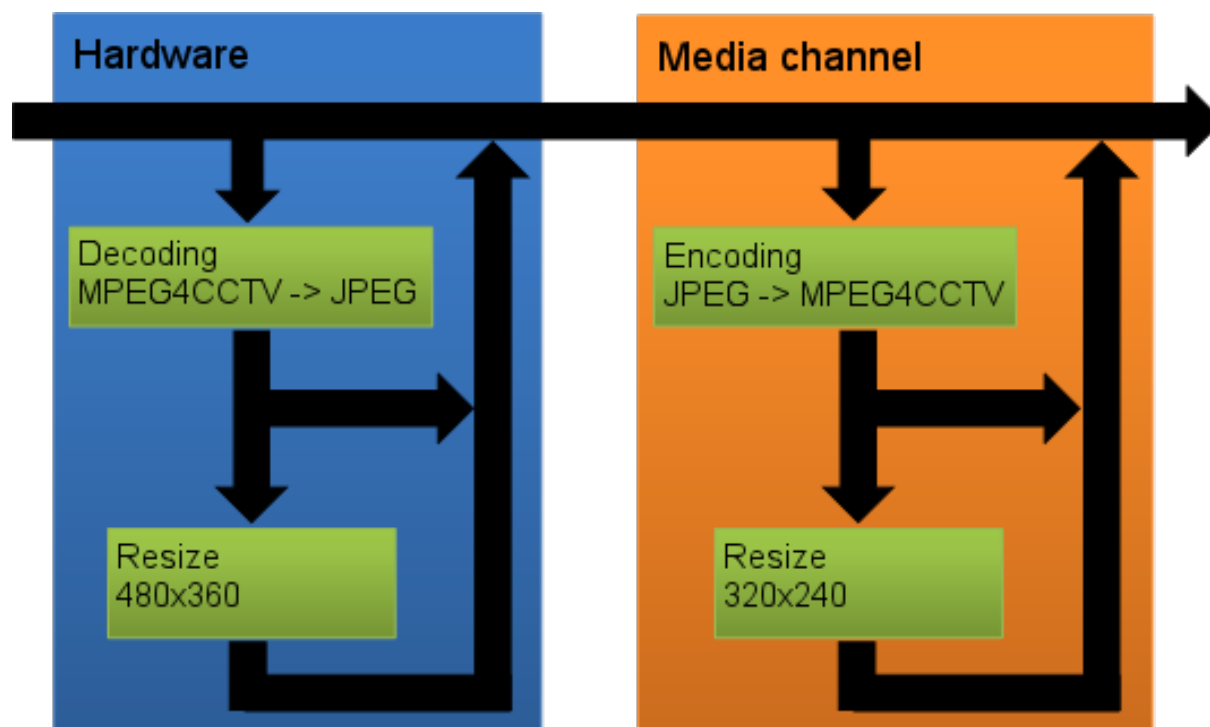 Hardware
Decoding
MPEG4CCTV -> JPEG
Resize
480x360
Media channel
Encoding
JPEG -> MPEG4CCTV
Resize
320x240